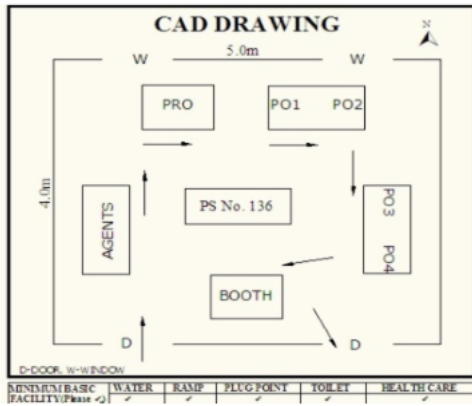 CAD DRAWING
N
W 5.0m W
PRO
PO1 PO2
4.0m
AGENTS
PS No. 136
PO3
PO4
BOOTH
D D
D-DOOR, W-WINDOW
MINIMUM BASIC FACILITY(Please ✓) WATER RAMP PLUG POINT TOILET HEALTH CARE
✓ ✓ ✓ ✓ ✓